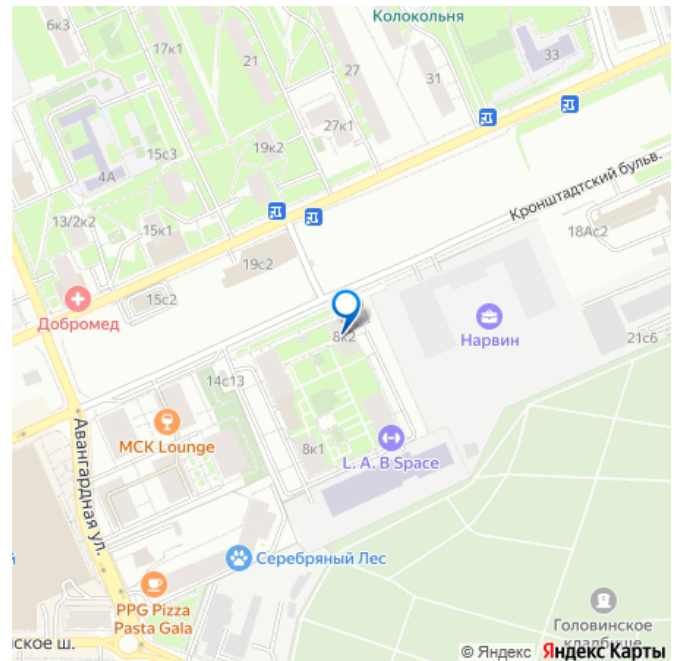 Колокольня
6к3
17к1
21
27
31
33
27к1
15с3
19к2
4А
Кронштадтский бульв.
13/2к2
15к1
18Ас2
19с2
15с2
Добромед
8к2
Нарвин
21с6
14с13
МСК Lounge
Авангардная ул.
8к1
L. A. B Space
й
Серебряный Лес
PPG Pizza
Pasta Gala
Головинское
кладбище
ское ш.
© Яндекс Яндекс Карты